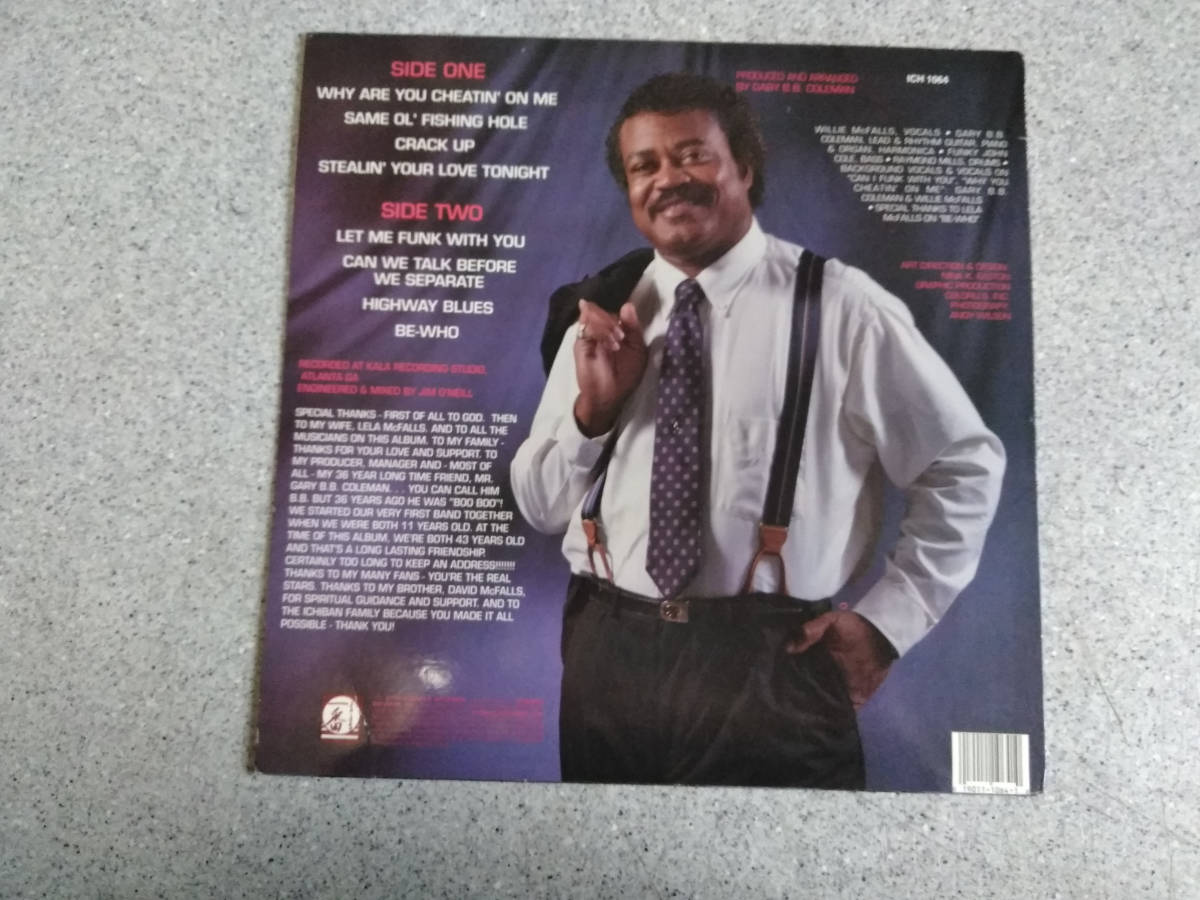 SIDE ONE
WHY ARE YOU CHEATIN' ON ME
SAME OL' FISHING HOLE
CRACK UP
STEALIN' YOUR LOVE TONIGHT
SIDE TWO
LET ME FUNK WITH YOU
CAN WE TALK BEFORE
WE SEPARATE
HIGHWAY BLUES
BE-WHO
RECORDED AT KALA RECORDING STUDIO,
ATLANTA GA
ENGINEERED & MIXED BY JIM O'NEILL
SPECIAL THANKS - FIRST OF ALL TO GOD. THEN
TO MY WIFE, LELA McFALLS. AND TO ALL THE
MUSICIANS ON THIS ALBUM. TO MY FAMILY -
THANKS FOR YOUR LOVE AND SUPPORT. TO
MY PRODUCER, MANAGER AND - MOST OF
ALL - MY 36 YEAR LONG TIME FRIEND, MR.
GARY B.B. COLEMAN. . . YOU CAN CALL HIM
B.B. BUT 36 YEARS AGO HE WAS "BOO BOO"!
WE STARTED OUR VERY FIRST BAND TOGETHER
WHEN WE WERE BOTH 11 YEARS OLD. AT THE
TIME OF THIS ALBUM, WE'RE BOTH 43 YEARS OLD
AND THAT'S A LONG LASTING FRIENDSHIP.
CERTAINLY TOO LONG TO KEEP AN ADDRESS!!!!!!!
THANKS TO MY MANY FANS - YOU'RE THE REAL
STARS. THANKS TO MY BROTHER, DAVID McFALLS,
FOR SPIRITUAL GUIDANCE AND SUPPORT. AND TO
THE ICHIBAN FAMILY BECAUSE YOU MADE IT ALL
POSSIBLE - THANK YOU!
PRODUCED AND ARRANGED
BY GARY B.B. COLEMAN
ICH 1064
WILLIE McFALLS, VOCALS • GARY B.B.
COLEMAN, LEAD & RHYTHM GUITAR, PIANO
& ORGAN, HARMONICA • FUNKY JOHN
COLE, BASS • RAYMOND MILLS, DRUMS •
BACKGROUND VOCALS & VOCALS ON
"CAN I FUNK WITH YOU", "WHY YOU
CHEATIN' ON ME": GARY B.B.
COLEMAN & WILLIE McFALLS
• SPECIAL THANKS TO LELA
McFALLS ON "BE-WHO"
ART DIRECTION & DESIGN:
NINA K. EASTON
GRAPHIC PRODUCTION
INC.
PHOTOGRAPY:
ANDY WILSON